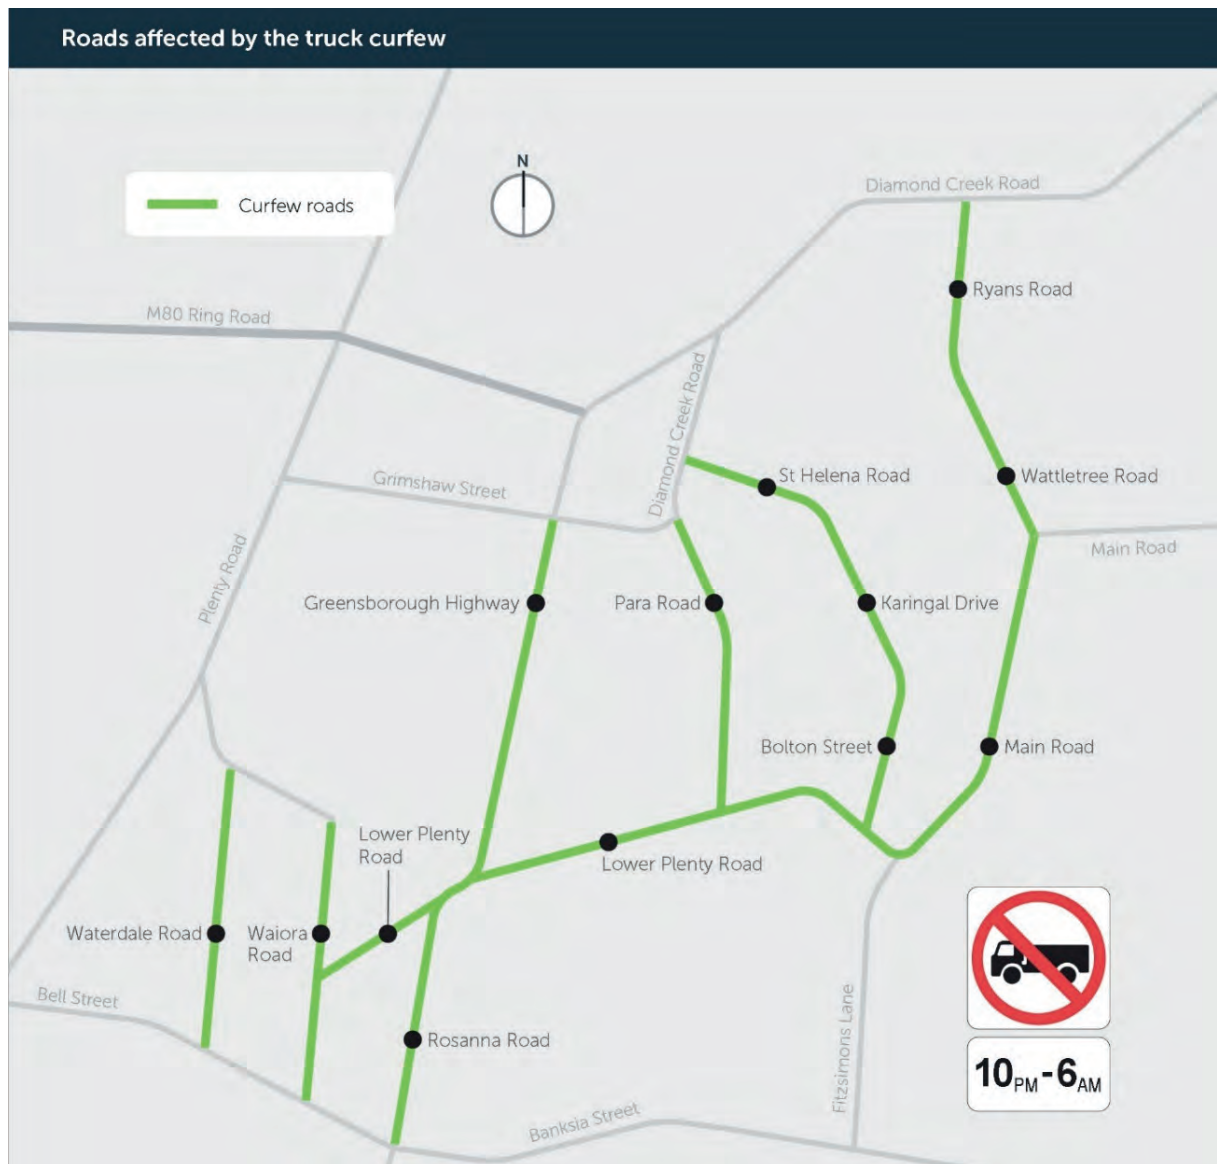 Roads affected by the truck curfew
N
Diamond Creek Road
Curfew roads
Ryans Road
M80 Ring Road
Diamond Creek Road
St Helena Road
Wattletree Road
Grimshaw Street
Main Road
Plenty Road
Greensborough Highway
Para Road
Karingal Drive
Bolton Street
Main Road
Lower Plenty
Road
Lower Plenty Road
Waterdale Road
Waiora
Road
Bell Street
Rosanna Road
Fitzsimons Lane
Banksia Street
10PM-6AM